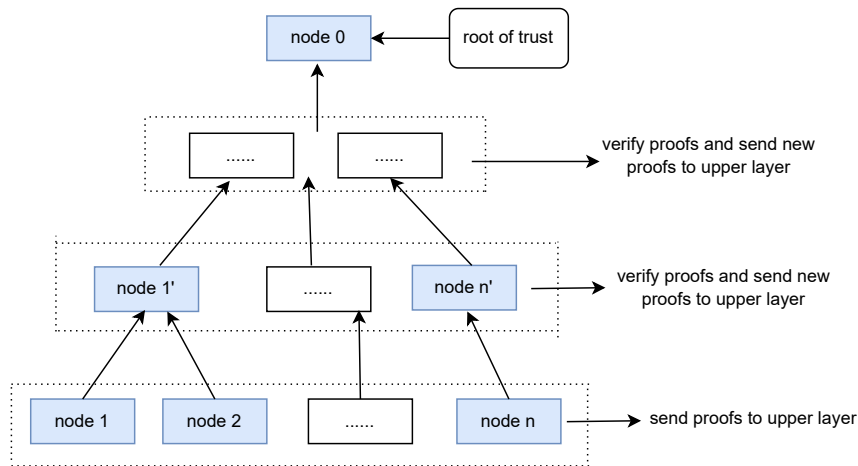 node 0
root of trust
......
......
verify proofs and send new
proofs to upper layer
node 1'
......
node n'
verify proofs and send new
proofs to upper layer
node 1
node 2
......
node n
send proofs to upper layer